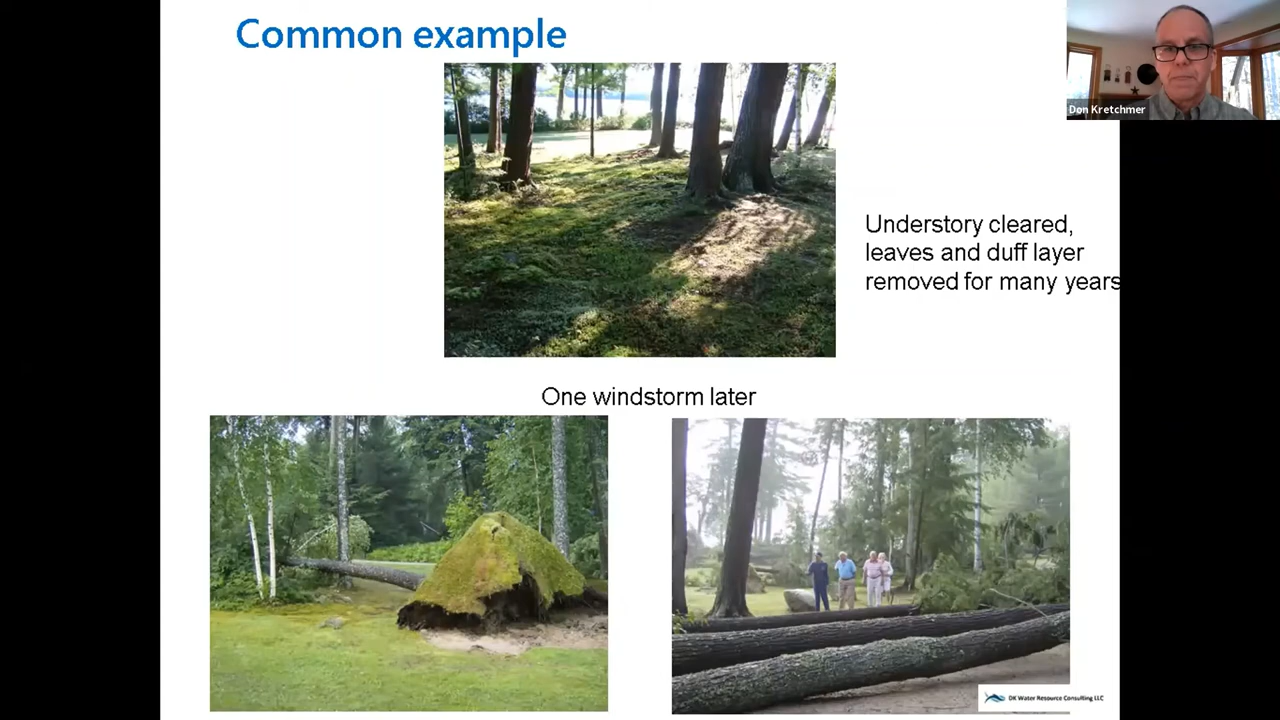 Common example
Don Kretchmer
Understory cleared,
leaves and duff layer
removed for many years
One windstorm later
DK Water Resource Consulting LLC